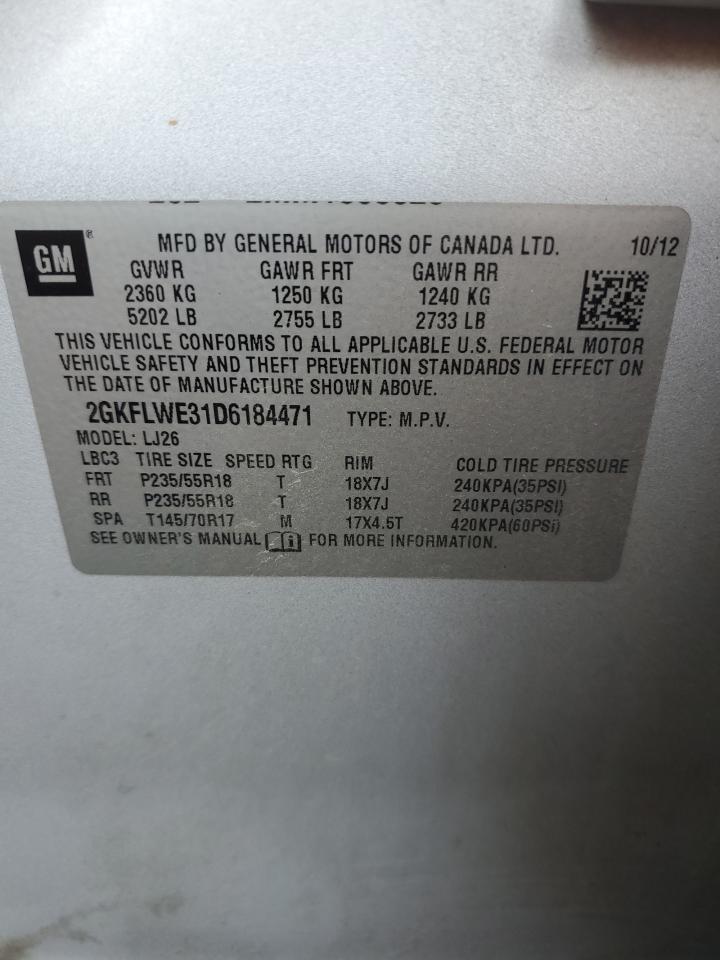 GM ® MFD BY GENERAL MOTORS OF CANADA LTD. 10/12
GVWR GAWR FRT GAWR RR
2360 KG 1250 KG 1240 KG
5202 LB 2755 LB 2733 LB
THIS VEHICLE CONFORMS TO ALL APPLICABLE U.S. FEDERAL MOTOR
VEHICLE SAFETY AND THEFT PREVENTION STANDARDS IN EFFECT ON
THE DATE OF MANUFACTURE SHOWN ABOVE.
2GKFLWE31D6184471 TYPE: M.P.V.
MODEL: LJ26
LBC3 TIRE SIZE SPEED RTG RIM COLD TIRE PRESSURE
FRT P235/55R18 T 18X7J 240KPA(35PSI)
RR P235/55R18 T 18X7J 240KPA(35PSI)
SPA T145/70R17 M 17X4.5T 420KPA(60PSI)
SEE OWNER'S MANUAL i FOR MORE INFORMATION.